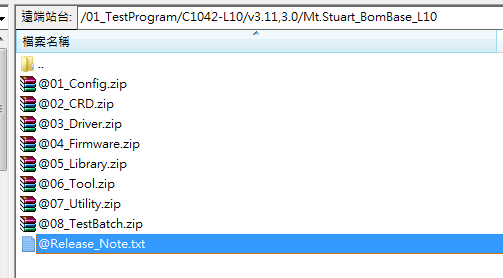 遠端站台: /01_TestProgram/C1042-L10/v3.11,3.0/Mt.Stuart_BomBase_L10
檔案名稱
..
@01_Config.zip
@02_CRD.zip
@03_Driver.zip
@04_Firmware.zip
@05_Library.zip
@06_Tool.zip
@07_Utility.zip
@08_TestBatch.zip
@Release_Note.txt